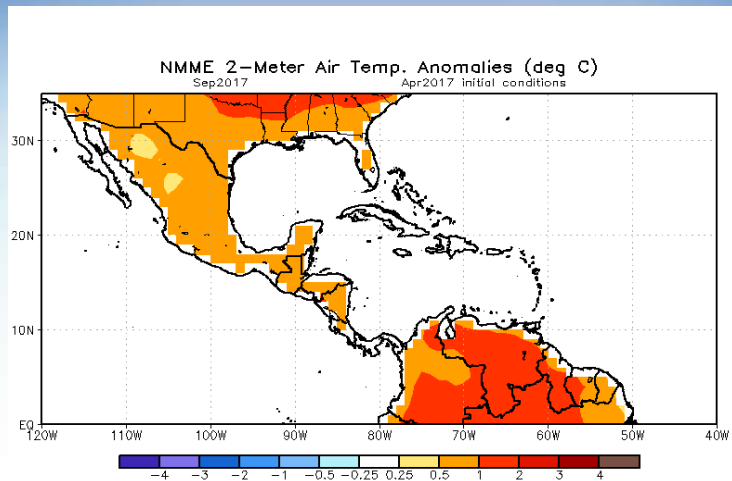 NMME 2-Meter Air Temp. Anomalies (deg C)
Sep2017 Apr2017 initial conditions
30N
20N
10N
EQ
120W 110W 100W 90W 80W 70W 60W 50W 40W
-4 -3 -2 -1 -0.5 -0.25 0.25 0.5 1 2 3 4